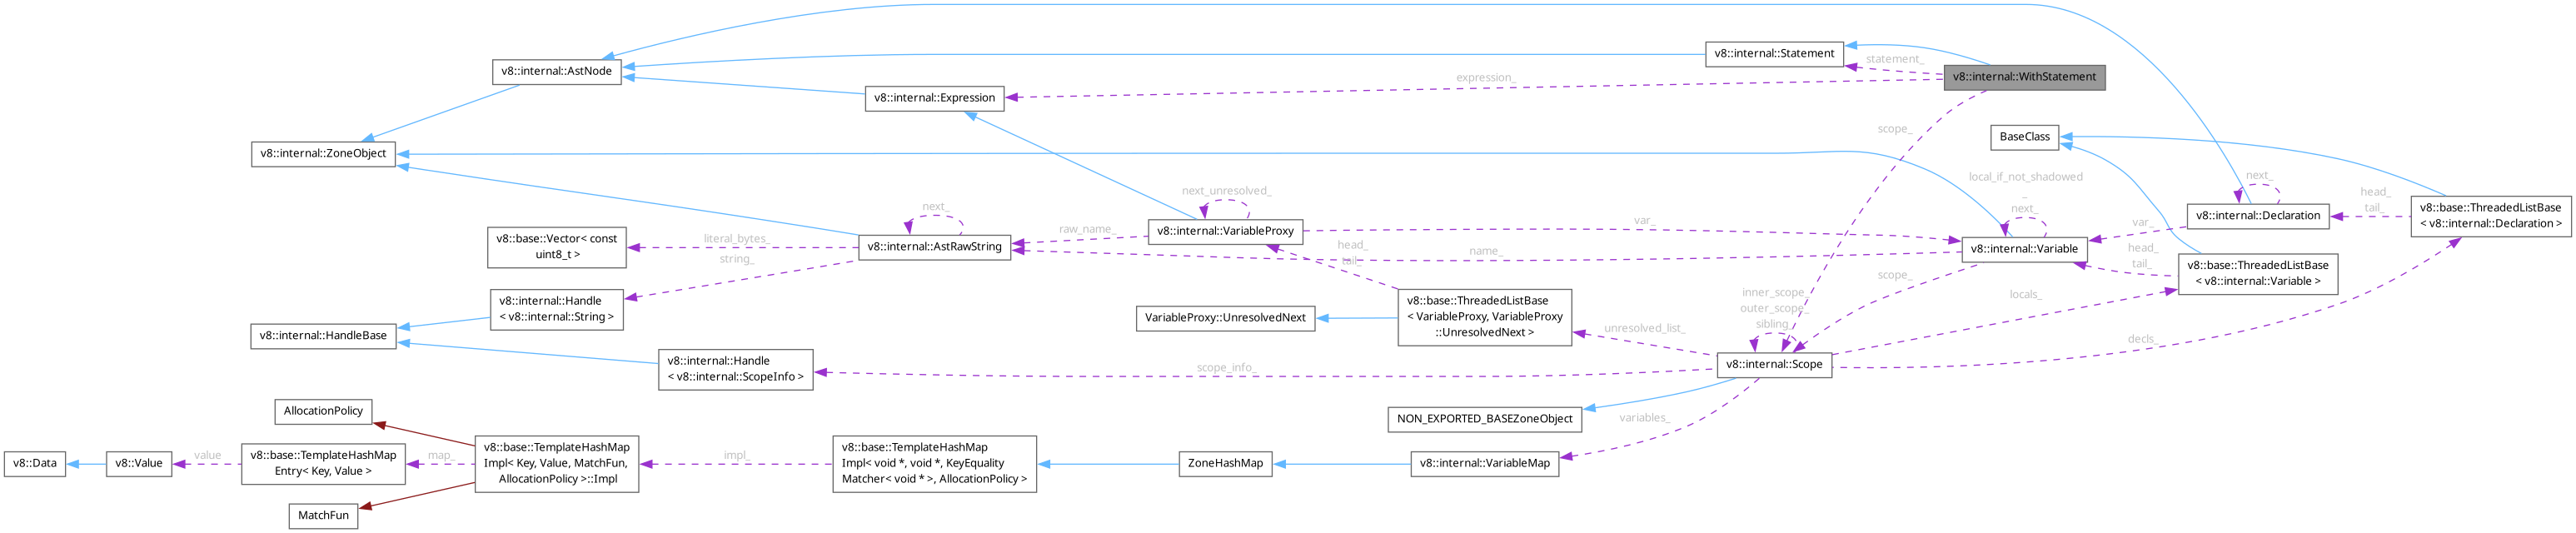 v8::internal::Statement
statement_
v8::internal::AstNode
v8::internal::WithStatement
expression_
v8::internal::Expression
scope_
BaseClass
v8::internal::ZoneObject
local_if_not_shadowed
_
next_
next_unresolved_
next_
head_
tail_
v8::base::ThreadedListBase
< v8::internal::Declaration >
next_
v8::internal::Declaration
var_
v8::internal::VariableProxy
raw_name_
var_
v8::base::Vector< const
uint8_t >
literal_bytes_
string_
v8::internal::AstRawString
head_
tail_
name_
v8::internal::Variable
head_
tail_
v8::base::ThreadedListBase
< v8::internal::Variable >
scope_
locals_
v8::internal::Handle
< v8::internal::String >
inner_scope_
outer_scope_
sibling_
v8::base::ThreadedListBase
< VariableProxy, VariableProxy
::UnresolvedNext >
VariableProxy::UnresolvedNext
unresolved_list_
v8::internal::HandleBase
decls_
v8::internal::Handle
< v8::internal::ScopeInfo >
scope_info_
v8::internal::Scope
AllocationPolicy
NON_EXPORTED_BASEZoneObject
variables_
v8::Data
v8::Value
value
v8::base::TemplateHashMap
Entry< Key, Value >
map_
v8::base::TemplateHashMap
Impl< Key, Value, MatchFun,
AllocationPolicy >::Impl
impl_
v8::base::TemplateHashMap
Impl< void *, void *, KeyEquality
Matcher< void * >, AllocationPolicy >
ZoneHashMap
v8::internal::VariableMap
MatchFun